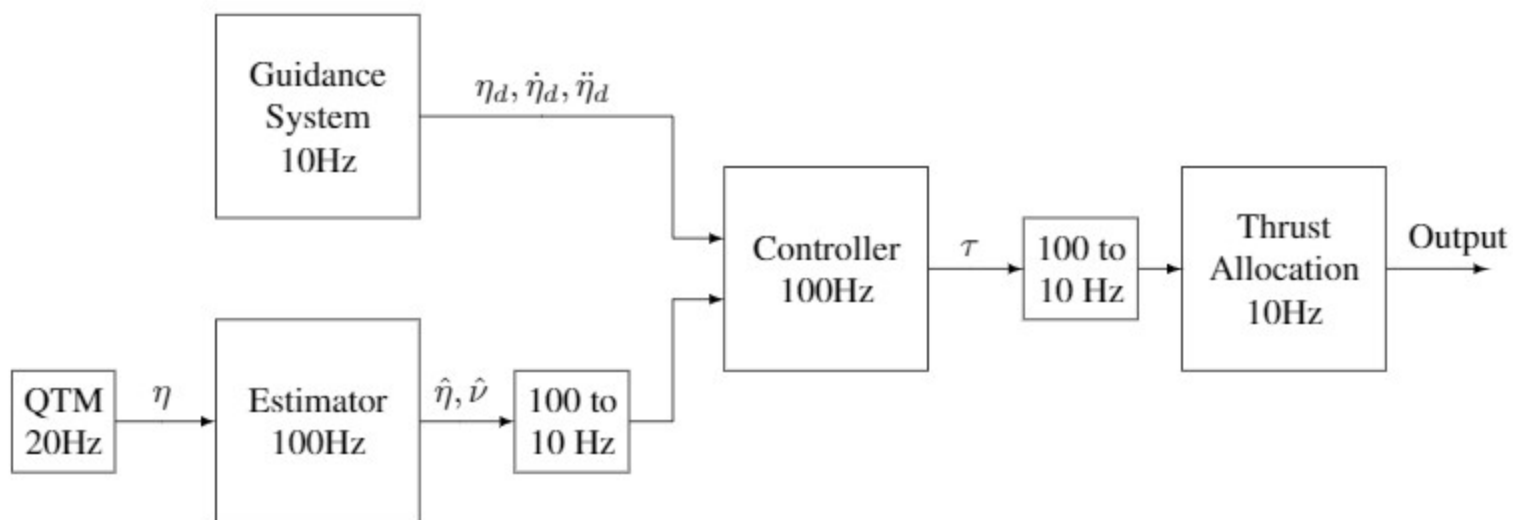 Guidance
System
10Hz
η_d, η̇_d, η̈_d
Controller
100Hz
τ
100 to
10 Hz
Thrust
Allocation
10Hz
Output
QTM
20Hz
η
Estimator
100Hz
η̂, ν̂
100 to
10 Hz